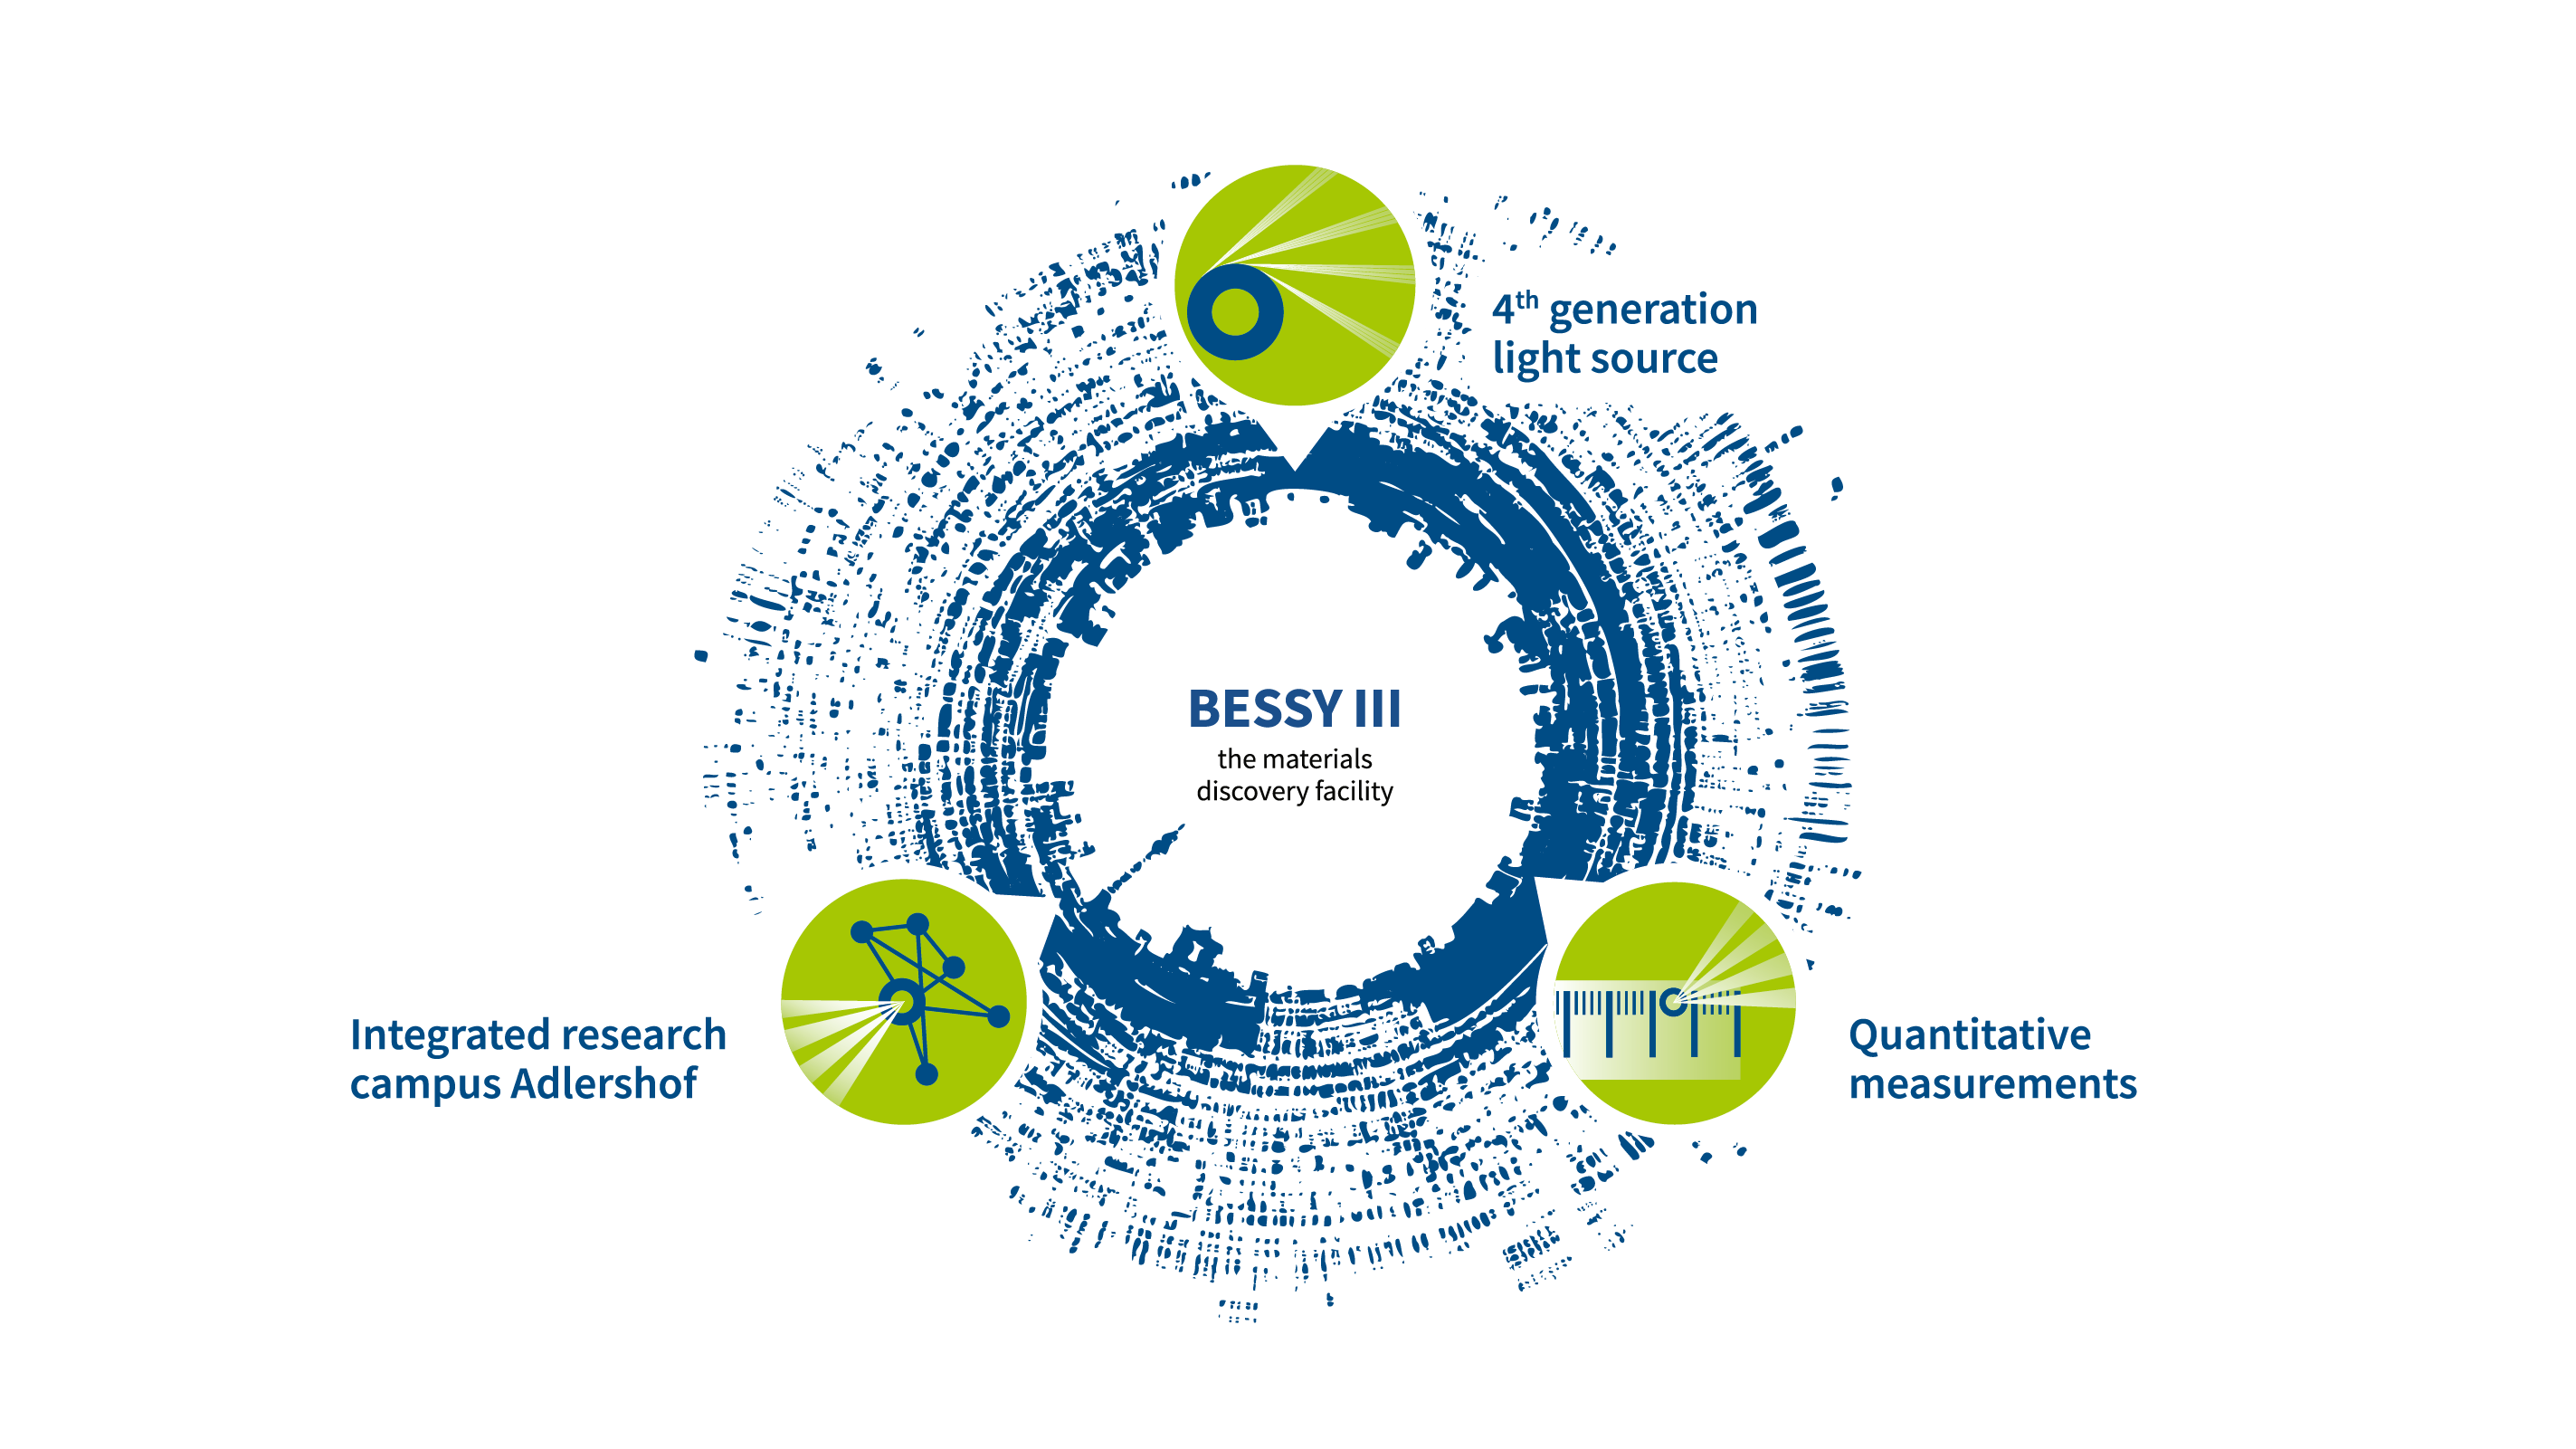 4th generation
light source
BESSY III
the materials
discovery facility
Integrated research
campus Adlershof
Quantitative
measurements